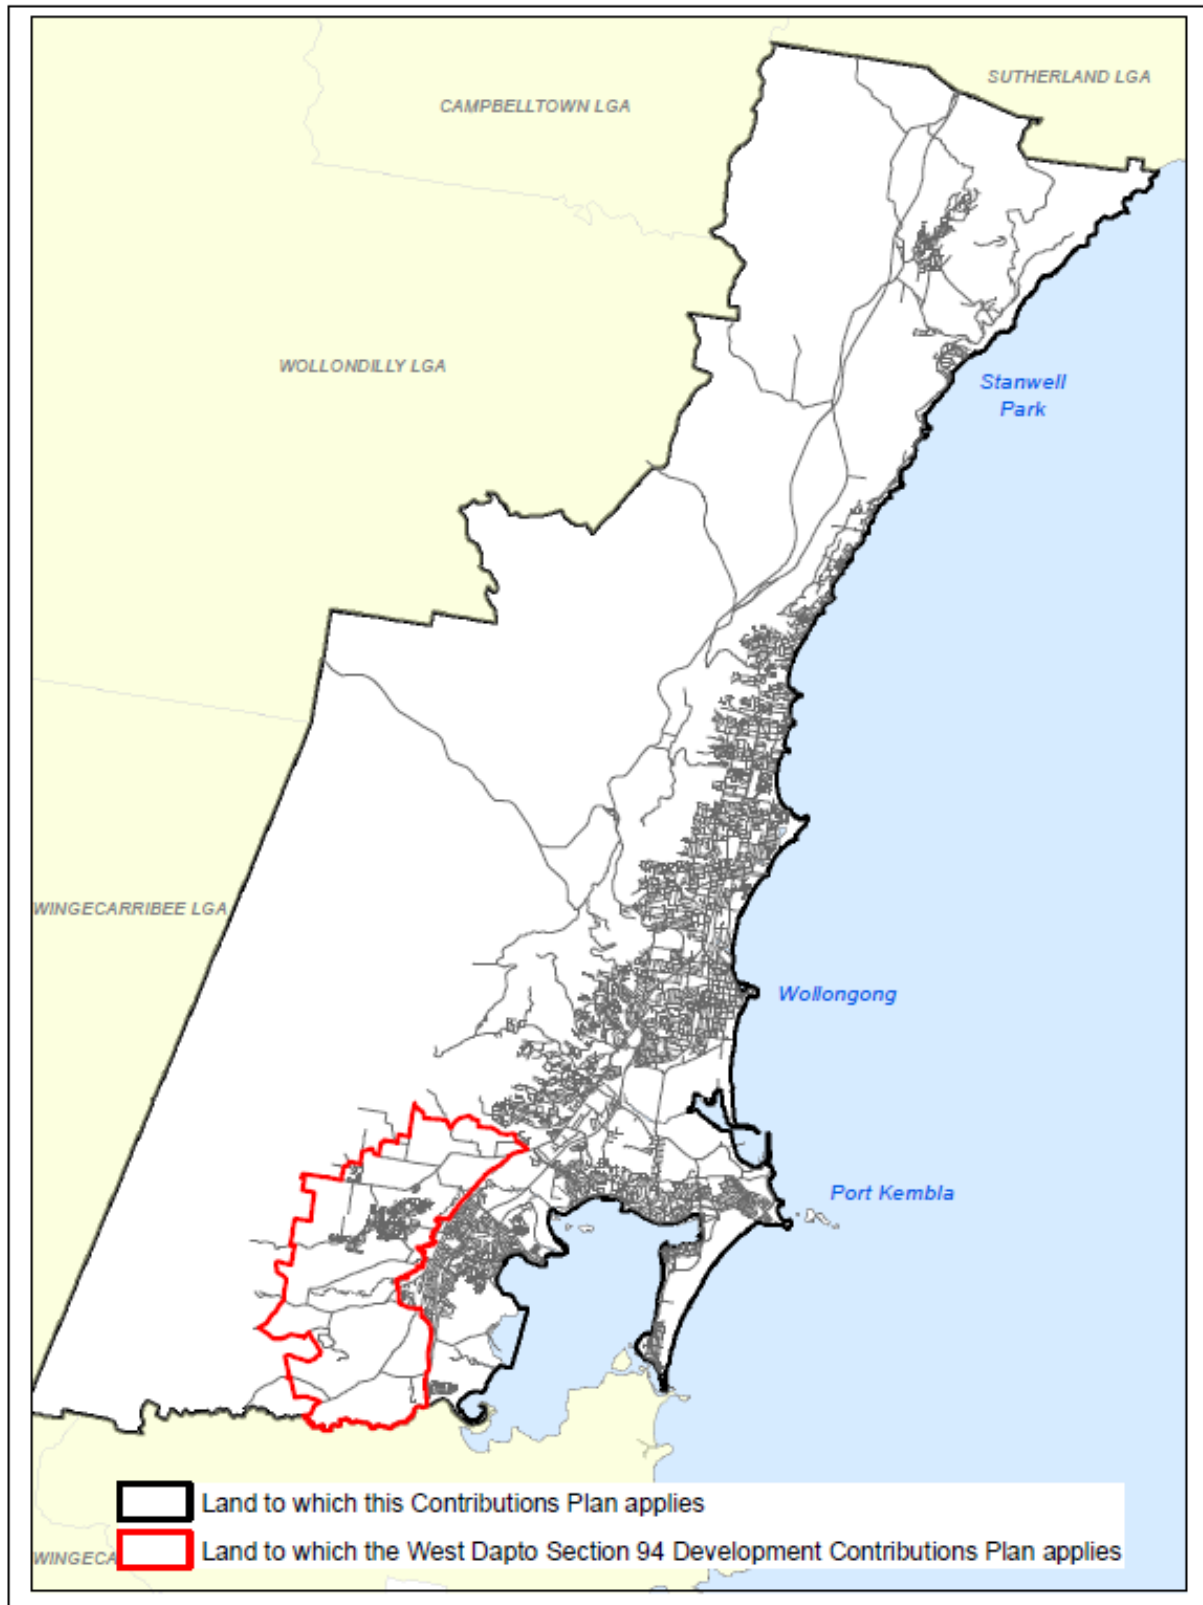 SUTHERLAND LGA
CAMPBELLTOWN LGA
WOLLONDILLY LGA
Stanwell
Park
WINGECARRIBEE LGA
Wollongong
Port Kembla
Land to which this Contributions Plan applies
Land to which the West Dapto Section 94 Development Contributions Plan applies
WINGECA